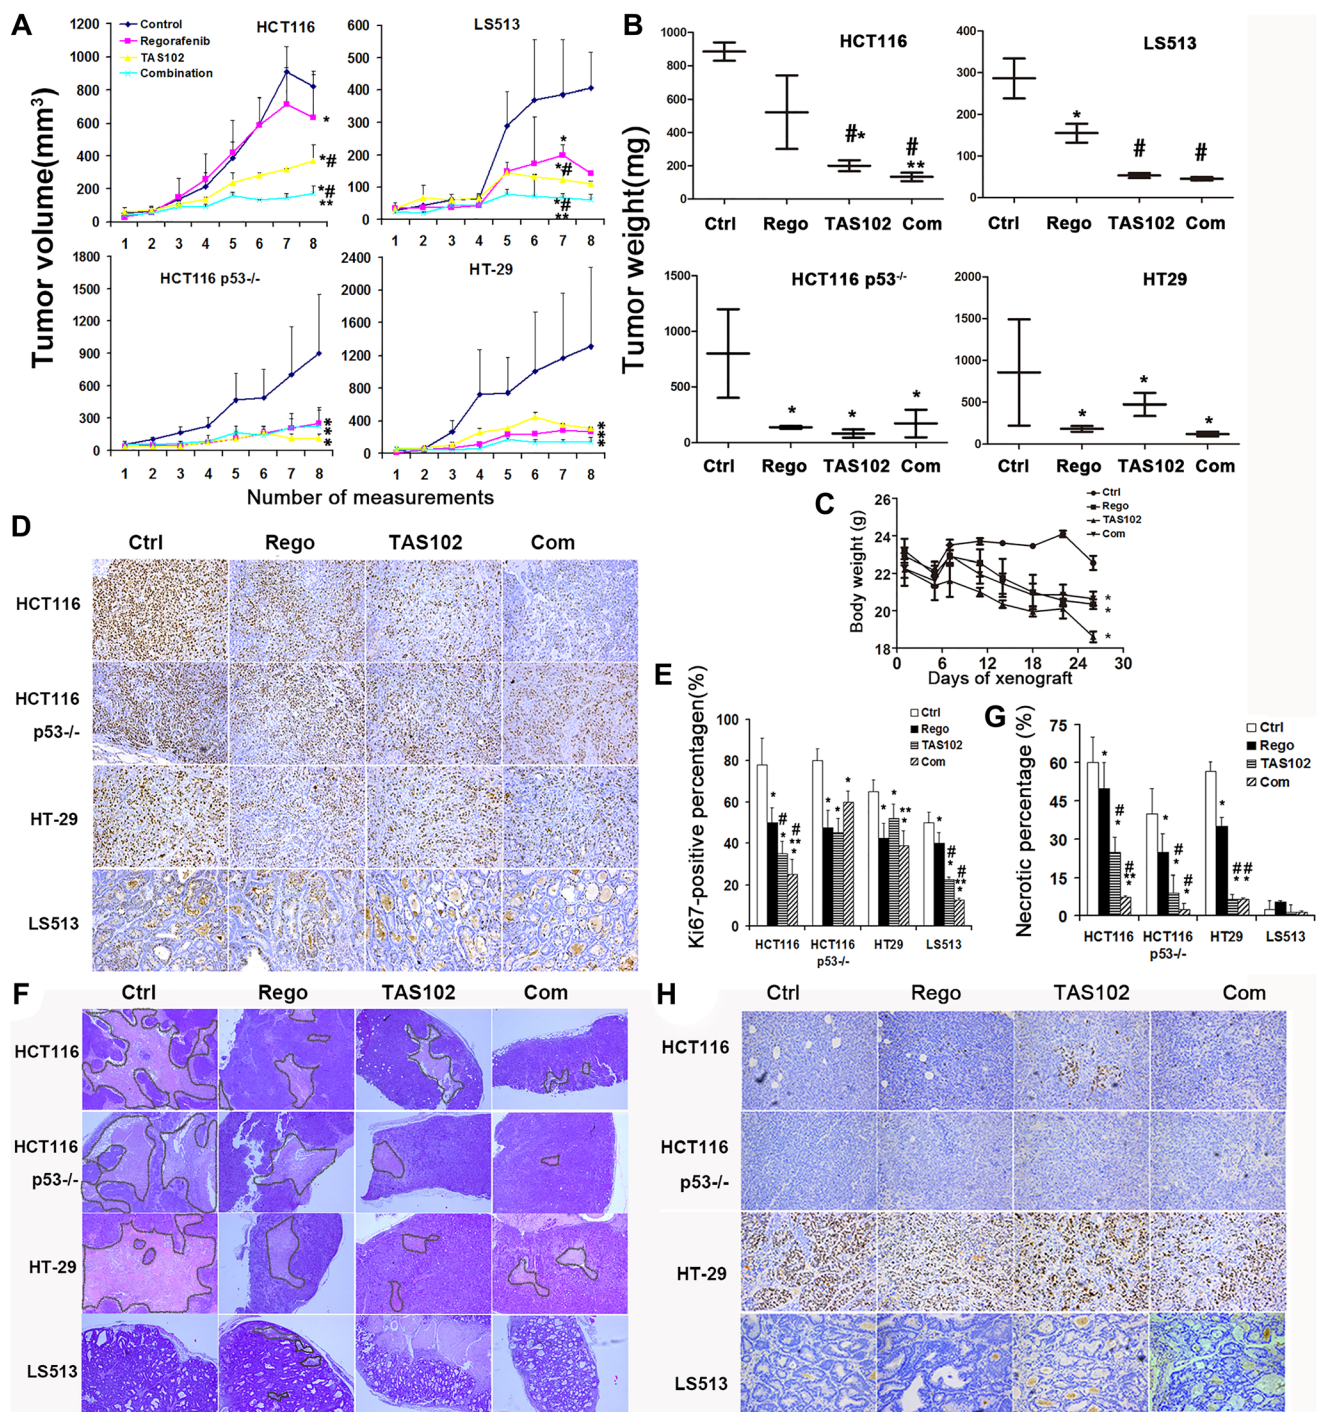 A
Tumor volume(mm3)
HCT116
Control
Regorafenib
TAS102
Combination
1200
1000
800
600
400
200
0
1 2 3 4 5 6 7 8
*
*#
*#
**
LS513
600
500
400
300
200
100
0
1 2 3 4 5 6 7 8
*
*#
*#
**
HCT116 p53-/-
1800
1500
1200
900
600
300
0
1 2 3 4 5 6 7 8
*
*
*
HT-29
2400
2000
1600
1200
800
400
0
1 2 3 4 5 6 7 8
*
*
*
Number of measurements
B
Tumor weight(mg)
HCT116
1000
800
600
400
200
0
#*
#
**
Ctrl Rego TAS102 Com
LS513
400
300
200
100
0
*
#
#
Ctrl Rego TAS102 Com
HCT116 p53-/-
1500
1000
500
0
* * *
Ctrl Rego TAS102 Com
HT29
2000
1500
1000
500
0
* * *
Ctrl Rego TAS102 Com
C
Body weight (g)
26
24
22
20
18
Ctrl
Rego
TAS102
Com
*
*
*
0 6 12 18 24 30
Days of xenograft
D
Ctrl Rego TAS102 Com
HCT116
HCT116
p53-/-
HT-29
LS513
E
Ki67-positive percentagen(%)
100
80
60
40
20
0
Ctrl
Rego
TAS102
Com
* # * # ** *
* * *
* * **
* # * # ** *
HCT116 HCT116 HT29 LS513
p53-/-
G
Necrotic percentage (%)
75
60
45
30
15
0
Ctrl
Rego
TAS102
Com
* # * # ** *
* # * # *
* ## * *
HCT116 HCT116 HT29 LS513
p53-/-
F
Ctrl Rego TAS102 Com
HCT116
HCT116
p53-/-
HT-29
LS513
H
Ctrl Rego TAS102 Com
HCT116
HCT116
p53-/-
HT-29
LS513